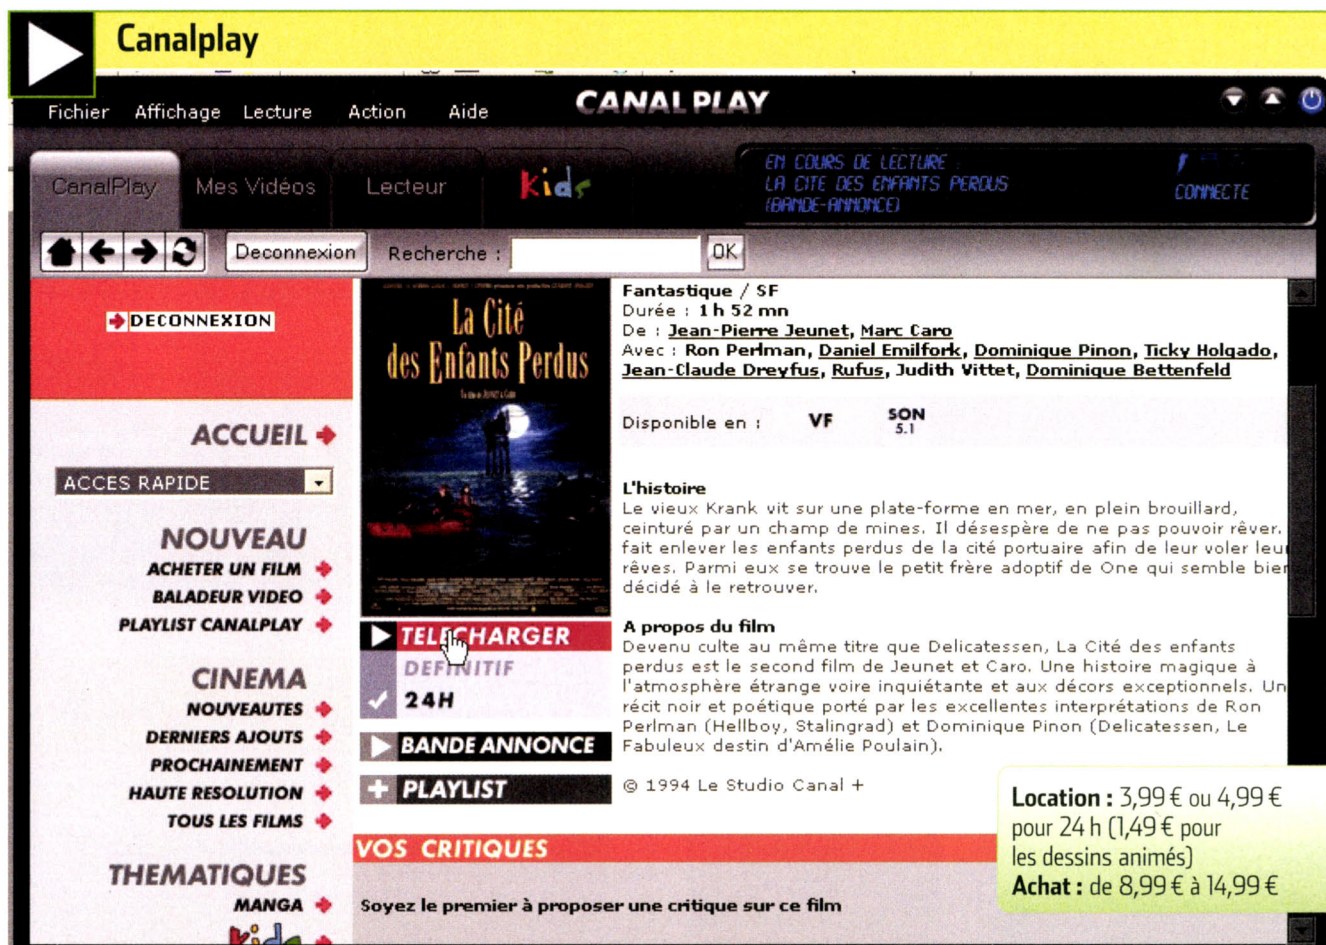 Canalplay
Fichier Affichage Lecture Action Aide CANAL PLAY
CanalPlay Mes Vidéos Lecteur Kids
EN COURS DE LECTURE :
LA CITE DES ENFANTS PERDUS
(BANDE-ANNONCE)
CONNECTE
Deconnexion Recherche : OK
DECONNEXION
ACCUEIL
ACCES RAPIDE
NOUVEAU
ACHETER UN FILM
BALADEUR VIDEO
PLAYLIST CANALPLAY
CINEMA
NOUVEAUTES
DERNIERS AJOUTS
PROCHAINEMENT
HAUTE RESOLUTION
TOUS LES FILMS
THEMATIQUES
MANGA
Kids
La Cité
des Enfants Perdus
TELECHARGER
DEFINITIF
24H
BANDE ANNONCE
PLAYLIST
Fantastique / SF
Durée : 1 h 52 mn
De : Jean-Pierre Jeunet, Marc Caro
Avec : Ron Perlman, Daniel Emilfork, Dominique Pinon, Ticky Holgado,
Jean-Claude Dreyfus, Rufus, Judith Vittet, Dominique Bettenfeld
Disponible en : VF SON
5.1
L'histoire
Le vieux Krank vit sur une plate-forme en mer, en plein brouillard,
ceinturé par un champ de mines. Il désespère de ne pas pouvoir rêver.
fait enlever les enfants perdus de la cité portuaire afin de leur voler leu
rêves. Parmi eux se trouve le petit frère adoptif de One qui semble bien
décidé à le retrouver.
A propos du film
Devenu culte au même titre que Delicatessen, La Cité des enfants
perdus est le second film de Jeunet et Caro. Une histoire magique à
l'atmosphère étrange voire inquiétante et aux décors exceptionnels. Un
récit noir et poétique porté par les excellentes interprétations de Ron
Perlman (Hellboy, Stalingrad) et Dominique Pinon (Delicatessen, Le
Fabuleux destin d'Amélie Poulain).
© 1994 Le Studio Canal +
VOS CRITIQUES
Soyez le premier à proposer une critique sur ce film
Location : 3,99 € ou 4,99 €
pour 24 h (1,49 € pour
les dessins animés)
Achat : de 8,99 € à 14,99 €